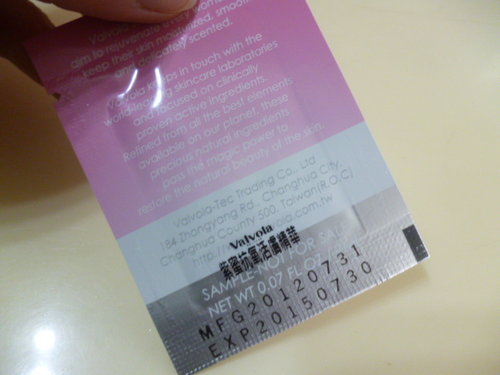 aim to rejuvenate
keep their skin moisturized, smooth
and delicately scented.
Valvola keeps in touch with the
world-leading skincare laboratories
and focused on clinically
proven active ingredients.
Refined from all the best elements
available on our planet, these
precious natural ingredients
pass the magic power to
restore the natural beauty of the skin.
Valvola-Tec Trading Co., Ltd
184 Zhongyang Rd., Changhua City,
Changhua County 500, Taiwan(R.O.C)
Valvola
SAMPLE NOT FOR SALE
NET WT 0.07 FL OZ
MFG20120731
EXP20150730